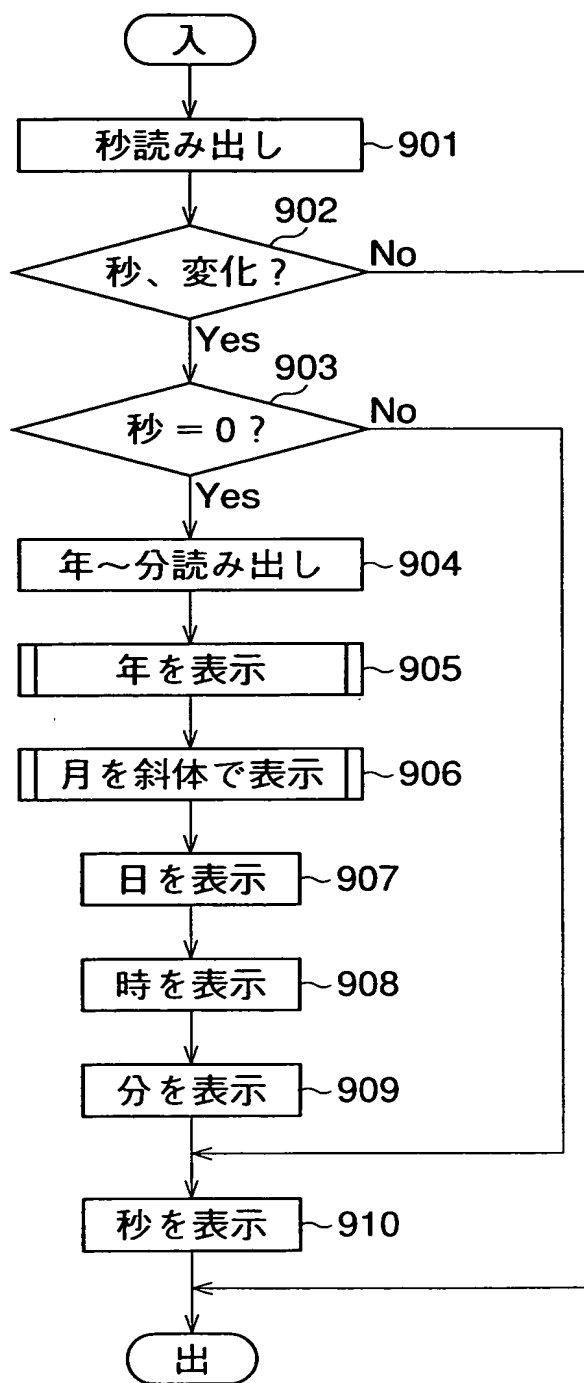 入
秒読み出し 901
902
秒、変化? No
Yes
903
秒=0? No
Yes
年~分読み出し 904
年を表示 905
月を斜体で表示 906
日を表示 907
時を表示 908
分を表示 909
秒を表示 910
出